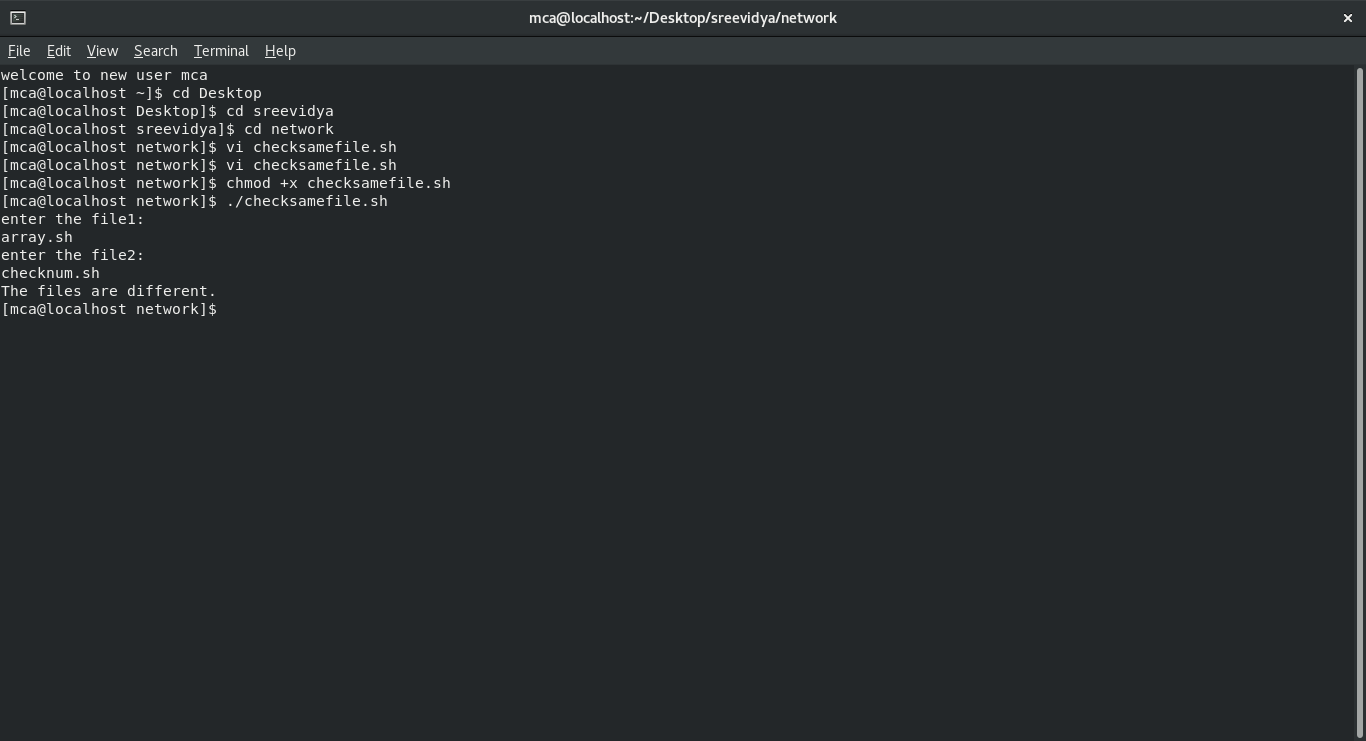 mca@localhost:~/Desktop/sreevidya/network
File Edit View Search Terminal Help
welcome to new user mca
[mca@localhost ~]$ cd Desktop
[mca@localhost Desktop]$ cd sreevidya
[mca@localhost sreevidya]$ cd network
[mca@localhost network]$ vi checksamefile.sh
[mca@localhost network]$ vi checksamefile.sh
[mca@localhost network]$ chmod +x checksamefile.sh
[mca@localhost network]$ ./checksamefile.sh
enter the file1:
array.sh
enter the file2:
checknum.sh
The files are different.
[mca@localhost network]$